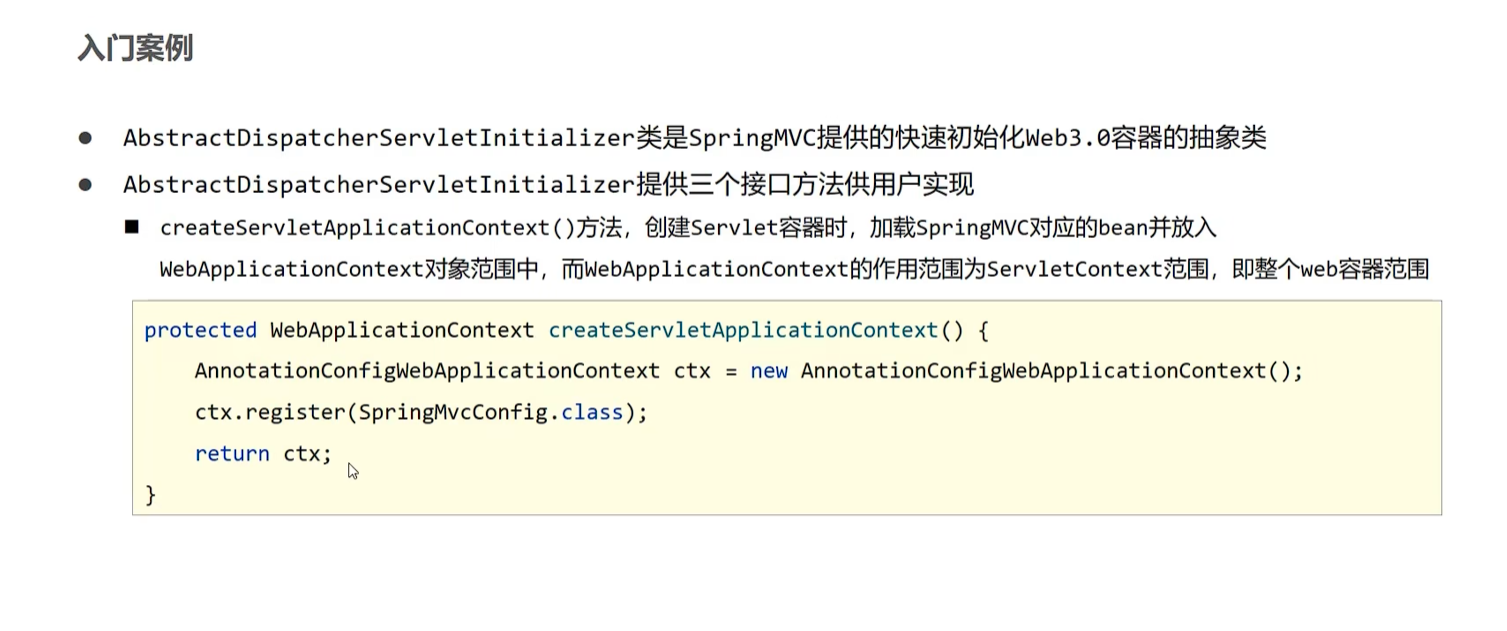 入门案例
AbstractDispatcherServletInitializer类是SpringMVC提供的快速初始化Web3.0容器的抽象类
AbstractDispatcherServletInitializer提供三个接口方法供用户实现
createServletApplicationContext()方法，创建Servlet容器时，加载SpringMVC对应的bean并放入
WebApplicationContext对象范围中，而WebApplicationContext的作用范围为ServletContext范围，即整个web容器范围
protected WebApplicationContext createServletApplicationContext() {
    AnnotationConfigWebApplicationContext ctx = new AnnotationConfigWebApplicationContext();
    ctx.register(SpringMvcConfig.class);
    return ctx;
}